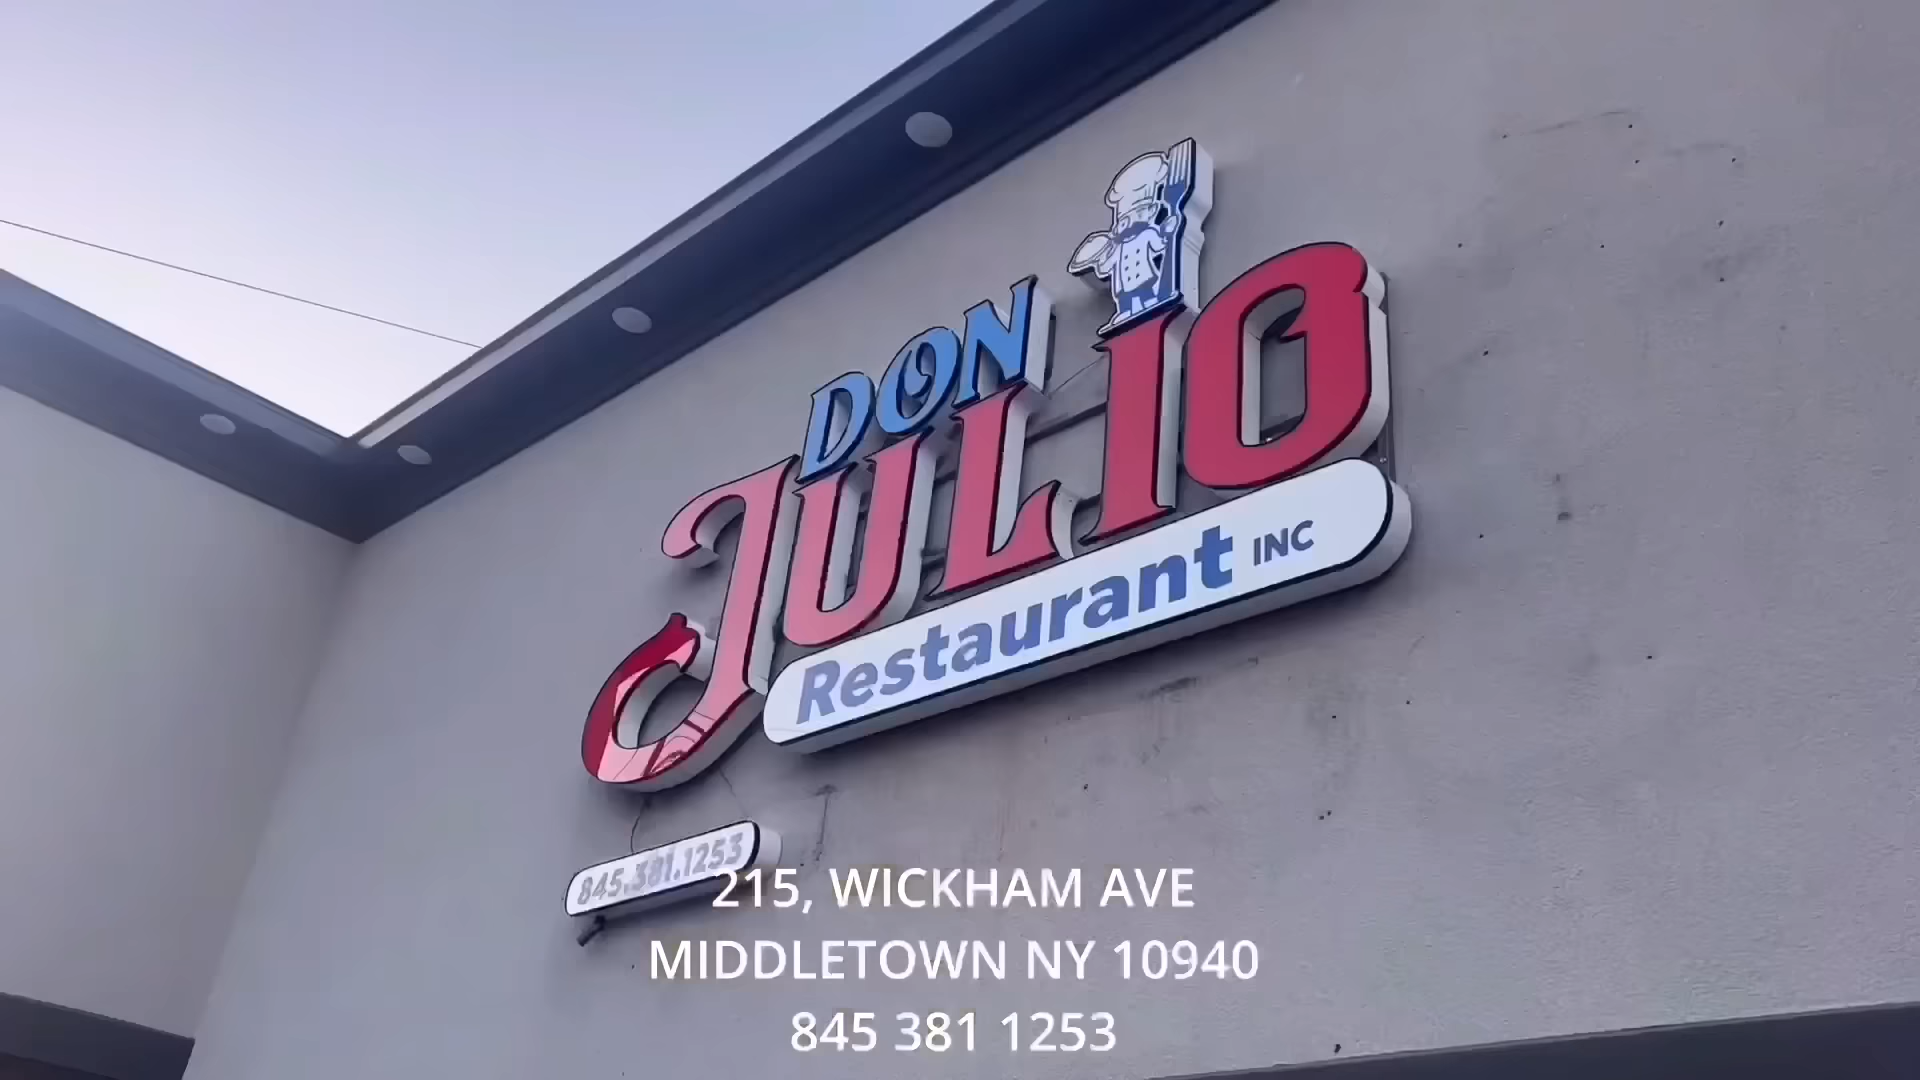 DON
JULIO
Restaurant INC
845.381.1253
215, WICKHAM AVE
MIDDLETOWN NY 10940
845 381 1253